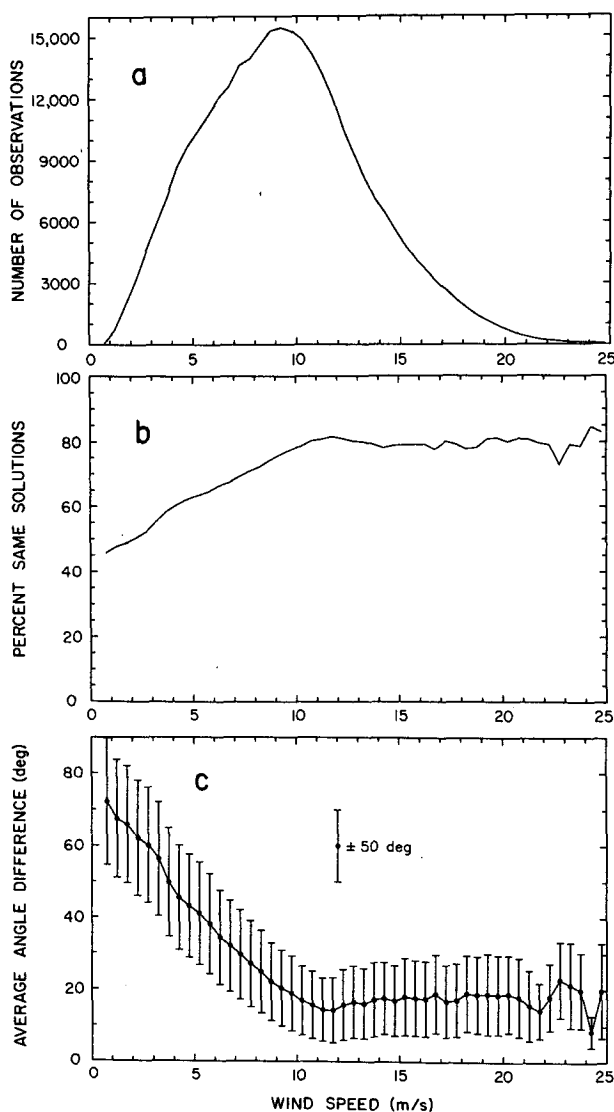 15,000
12,000
9000
6000
3000
0
NUMBER OF OBSERVATIONS
a
0 5 10 15 20 25
100
80
60
40
20
0
PERCENT SAME SOLUTIONS
b
0 5 10 15 20 25
80
60
40
20
0
AVERAGE ANGLE DIFFERENCE (deg)
c
± 50 deg
0 5 10 15 20 25
WIND SPEED (m/s)